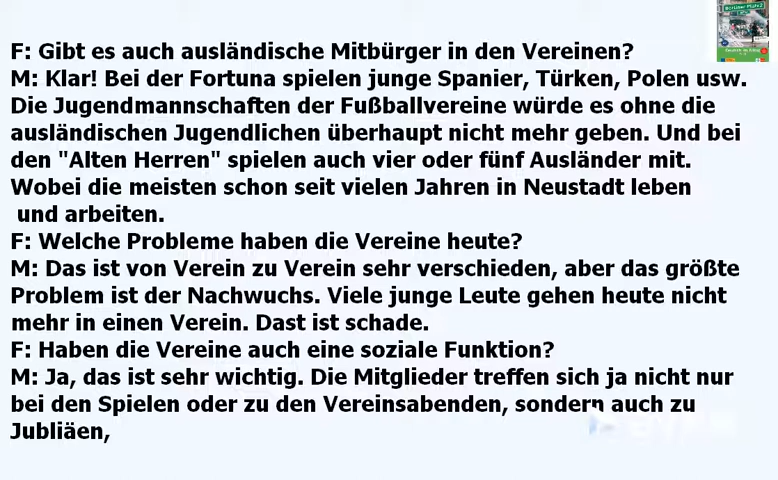 F: Gibt es auch ausländische Mitbürger in den Vereinen?
M: Klar! Bei der Fortuna spielen junge Spanier, Türken, Polen usw.
Die Jugendmannschaften der Fußballvereine würde es ohne die
ausländischen Jugendlichen überhaupt nicht mehr geben. Und bei
den "Alten Herren" spielen auch vier oder fünf Ausländer mit.
Wobei die meisten schon seit vielen Jahren in Neustadt leben
und arbeiten.
F: Welche Probleme haben die Vereine heute?
M: Das ist von Verein zu Verein sehr verschieden, aber das größte
Problem ist der Nachwuchs. Viele junge Leute gehen heute nicht
mehr in einen Verein. Dast ist schade.
F: Haben die Vereine auch eine soziale Funktion?
M: Ja, das ist sehr wichtig. Die Mitglieder treffen sich ja nicht nur
bei den Spielen oder zu den Vereinsabenden, sondern auch zu
Jubliäen,